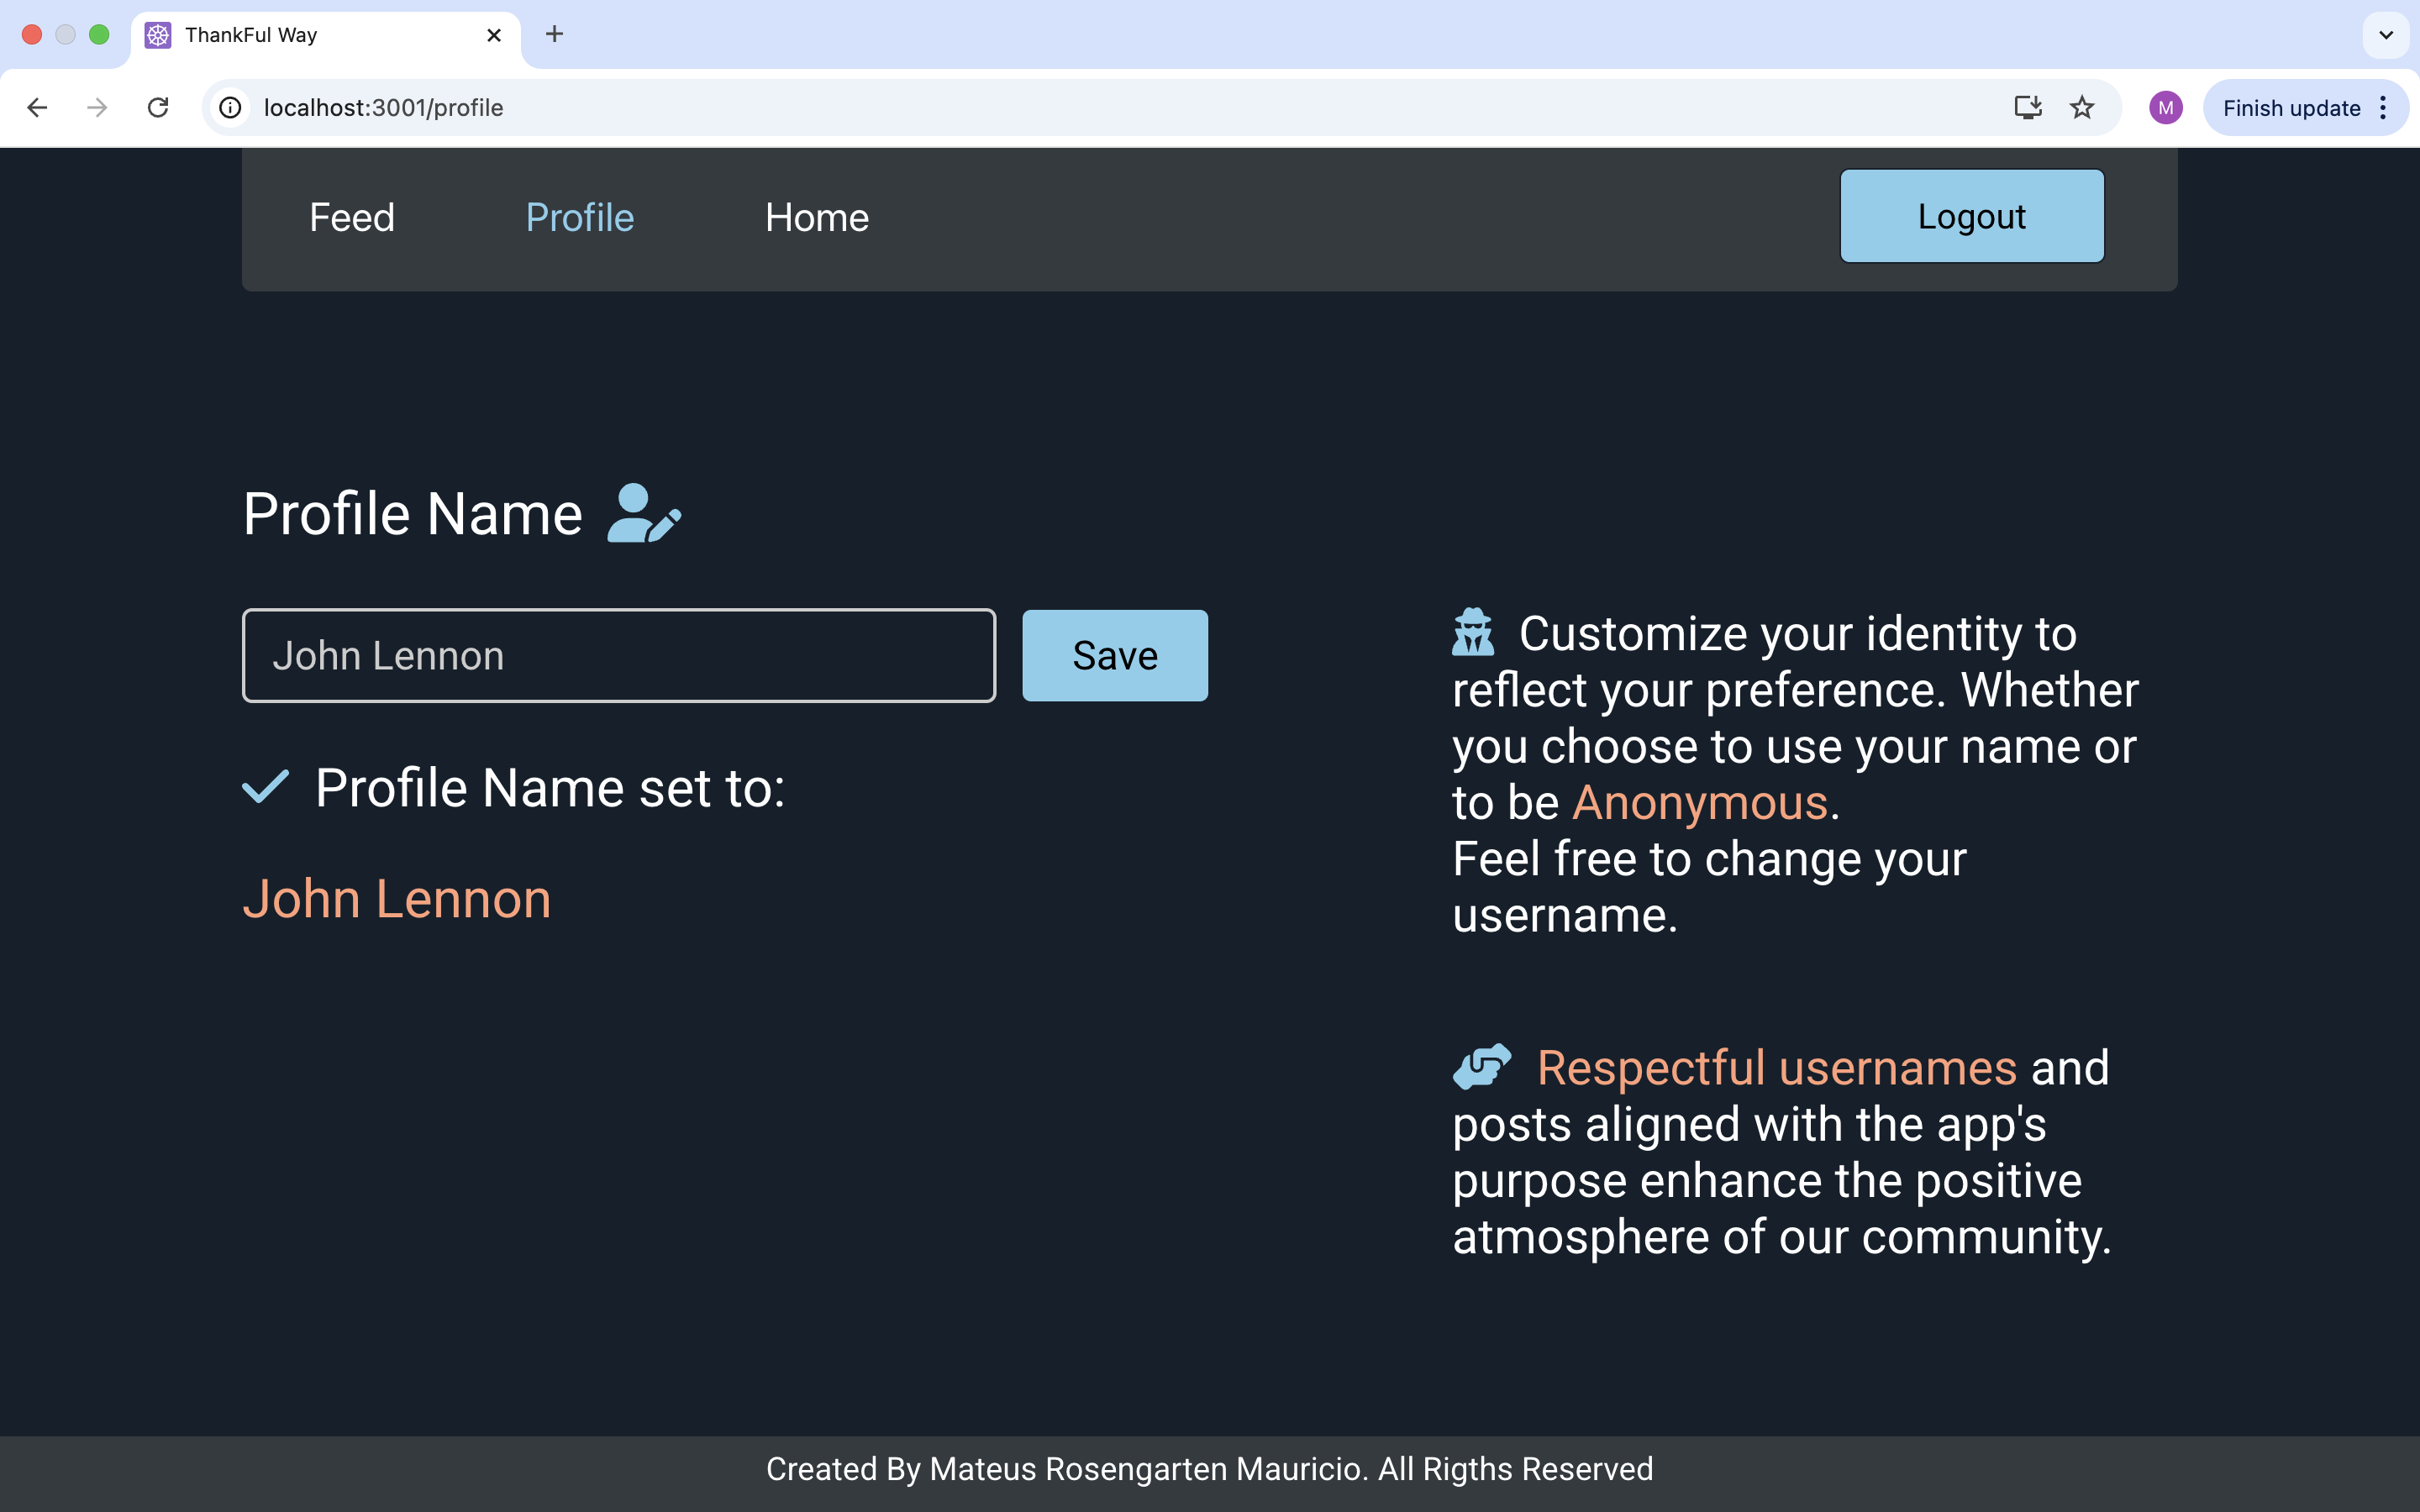 ThankFul Way
localhost:3001/profile
M
Finish update
Feed
Profile
Home
Logout
Profile Name
John Lennon
Save
Profile Name set to:
John Lennon
Customize your identity to
reflect your preference. Whether
you choose to use your name or
to be Anonymous.
Feel free to change your
username.
Respectful usernames and
posts aligned with the app's
purpose enhance the positive
atmosphere of our community.
Created By Mateus Rosengarten Mauricio. All Rigths Reserved